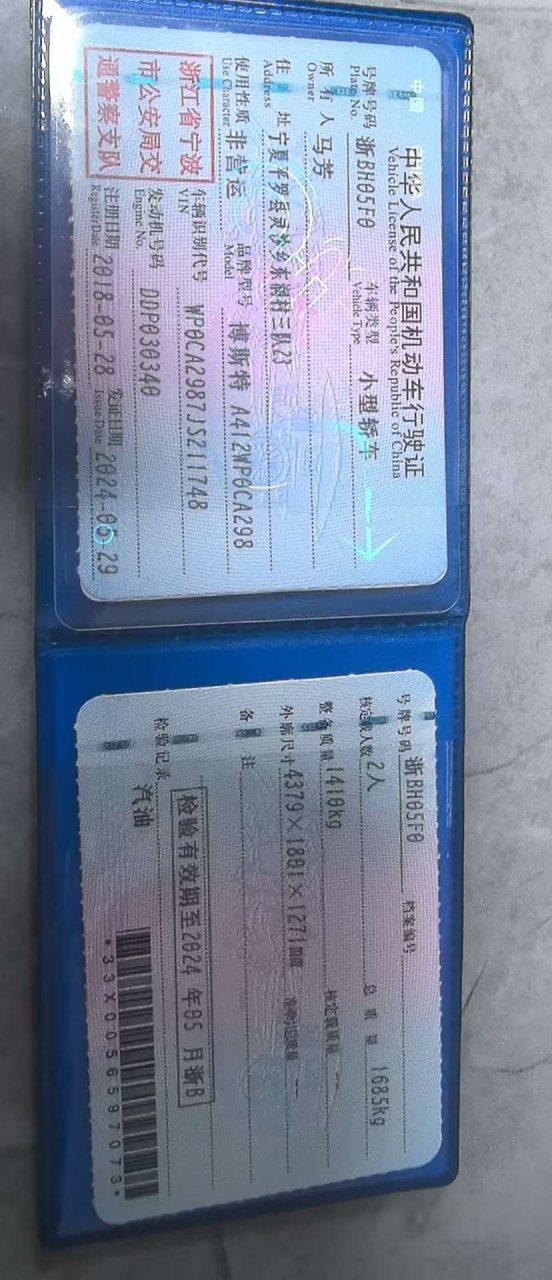 中华人民共和国机动车行驶证
Vehicle License of the People's Republic of China
号牌号码 浙BH05F0 车辆类型 小型轿车
Plate No. Vehicle Type
所有人 马芳
Owner
住址 宁夏平罗县灵沙乡东润村三队23
Address
使用性质 非营运 品牌型号 博斯特 A412WP0CA298
Use Character Model
浙江省宁波
市公安局交
通警察支队
车辆识别代号 WP0CA2987JS211748
VIN
发动机号码 DDP030340
Engine No.
注册日期 2018-05-28 发证日期 2024-06-29
Register Date Issue Date
号牌号码 浙BH05F0 档案编号
核定载人数 2人 总质量 1685kg
整备质量 1410kg 核定载质量 --
外廓尺寸 4379×1801×1271mm 准牵引总质量 --
备注
检验有效期至2024 年05 月浙B
检验记录
汽油
*33X0056597073*